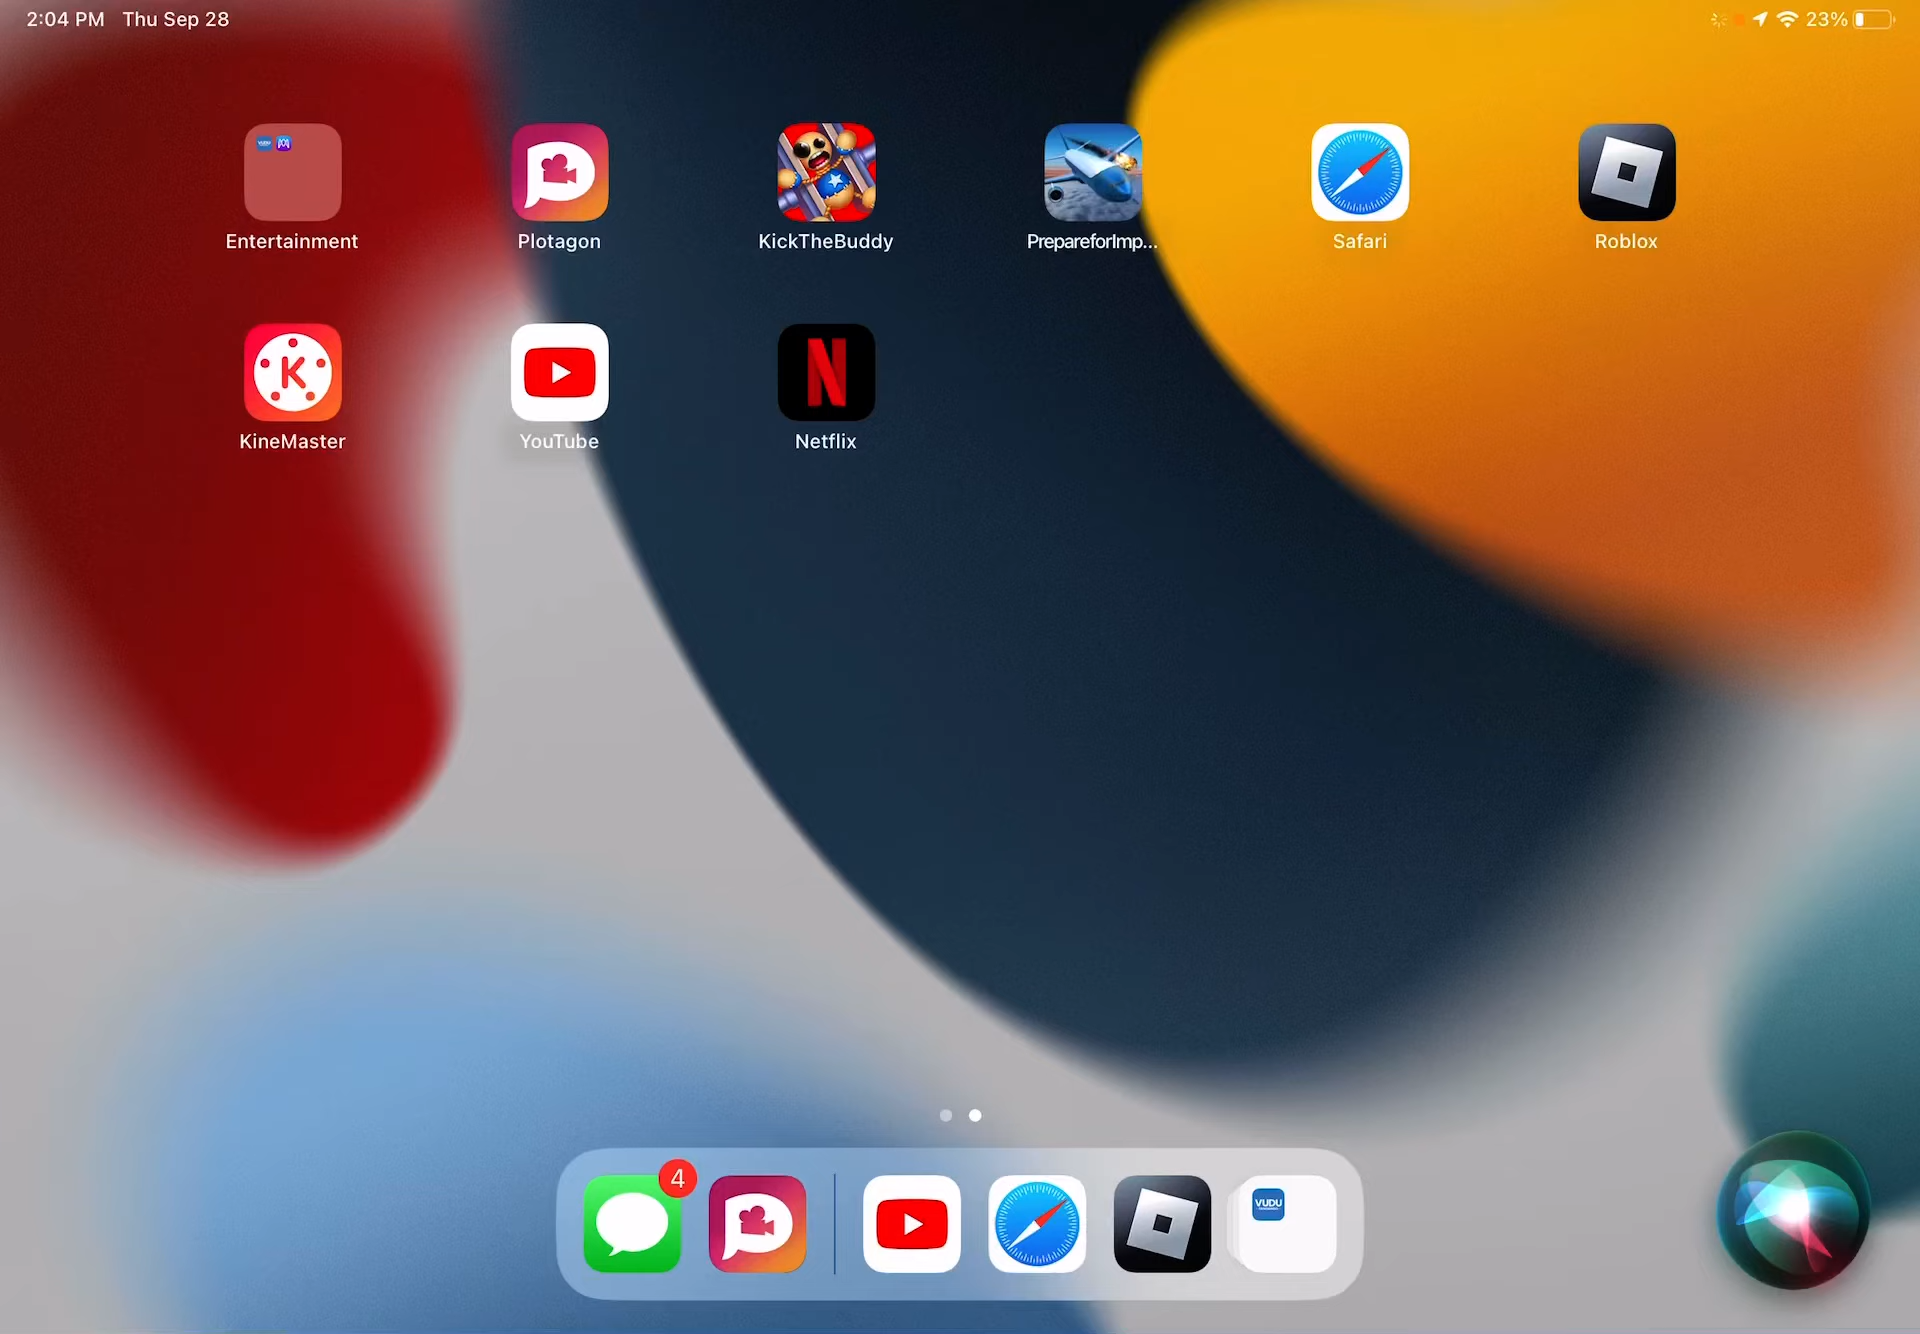 2:04 PM Thu Sep 28
23%
Entertainment
Plotagon
KickTheBuddy
PrepareforImp...
Safari
Roblox
K
KineMaster
YouTube
N
Netflix
4
VUDU